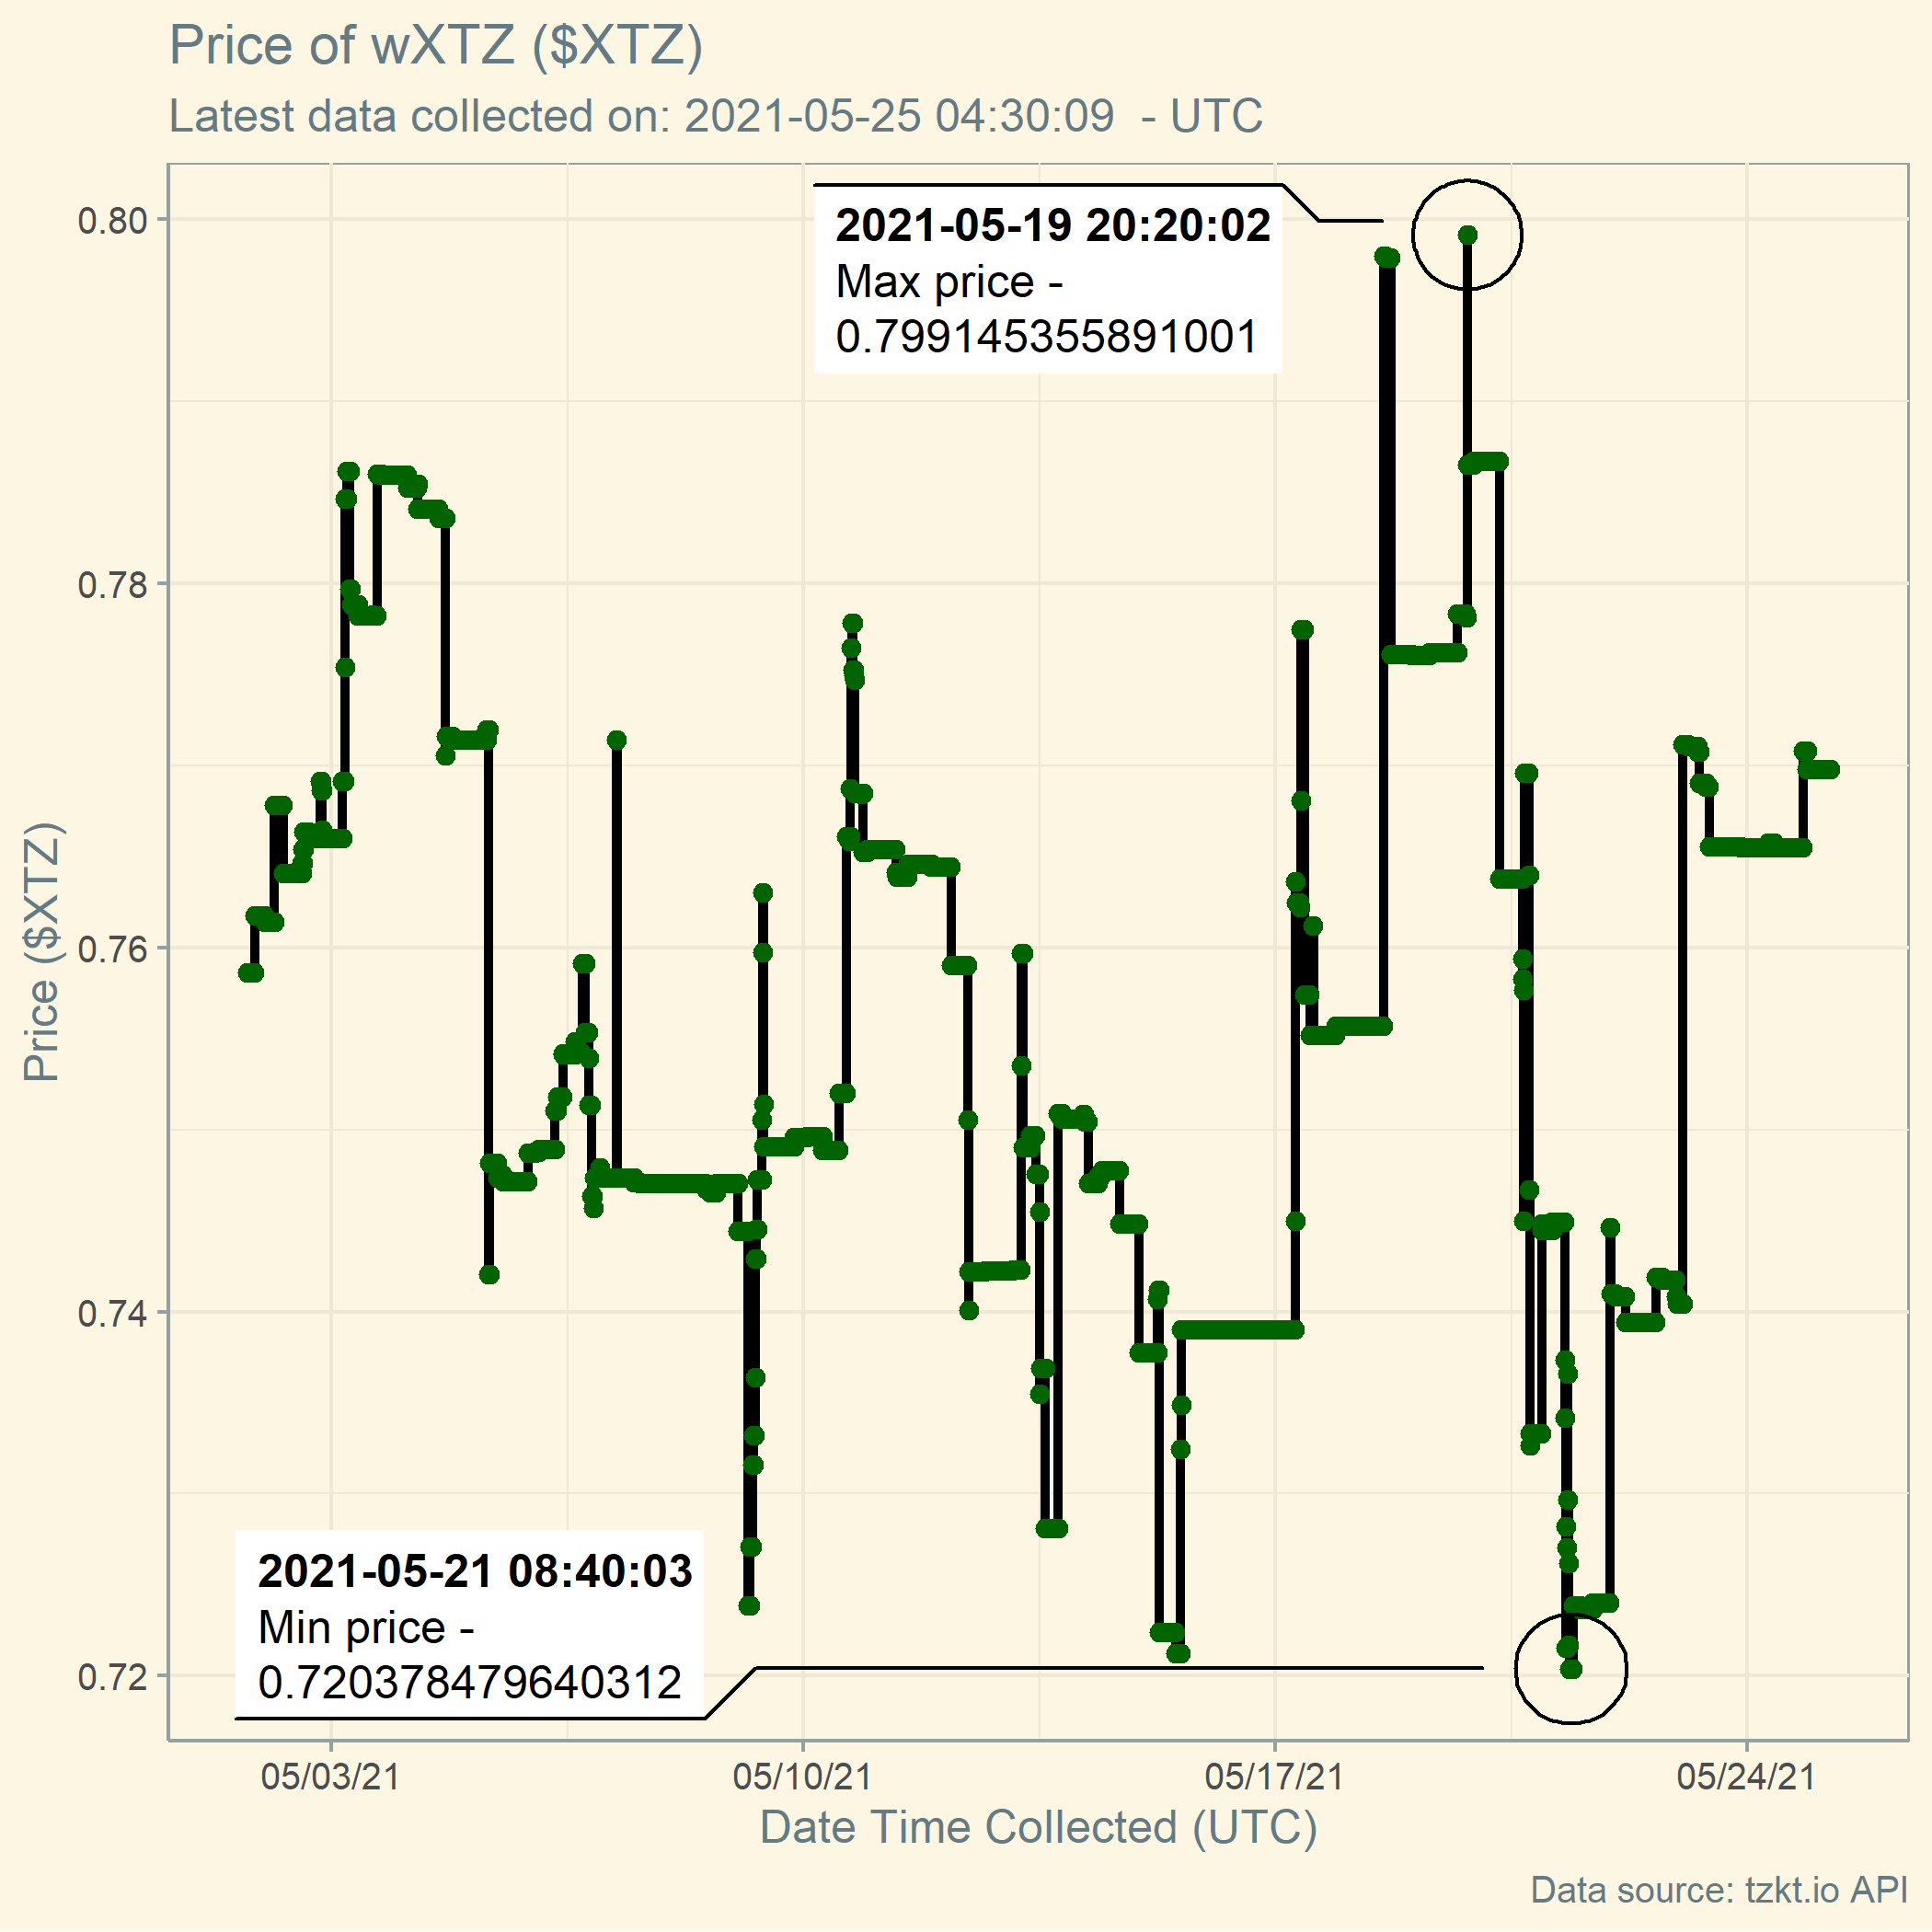 Price of wXTZ ($XTZ)
Latest data collected on: 2021-05-25 04:30:09  - UTC
2021-05-19 20:20:02
Max price -
0.799145355891001
2021-05-21 08:40:03
Min price -
0.720378479640312
Price ($XTZ)
0.80
0.78
0.76
0.74
0.72
05/03/21
05/10/21
05/17/21
05/24/21
Date Time Collected (UTC)
Data source: tzkt.io API